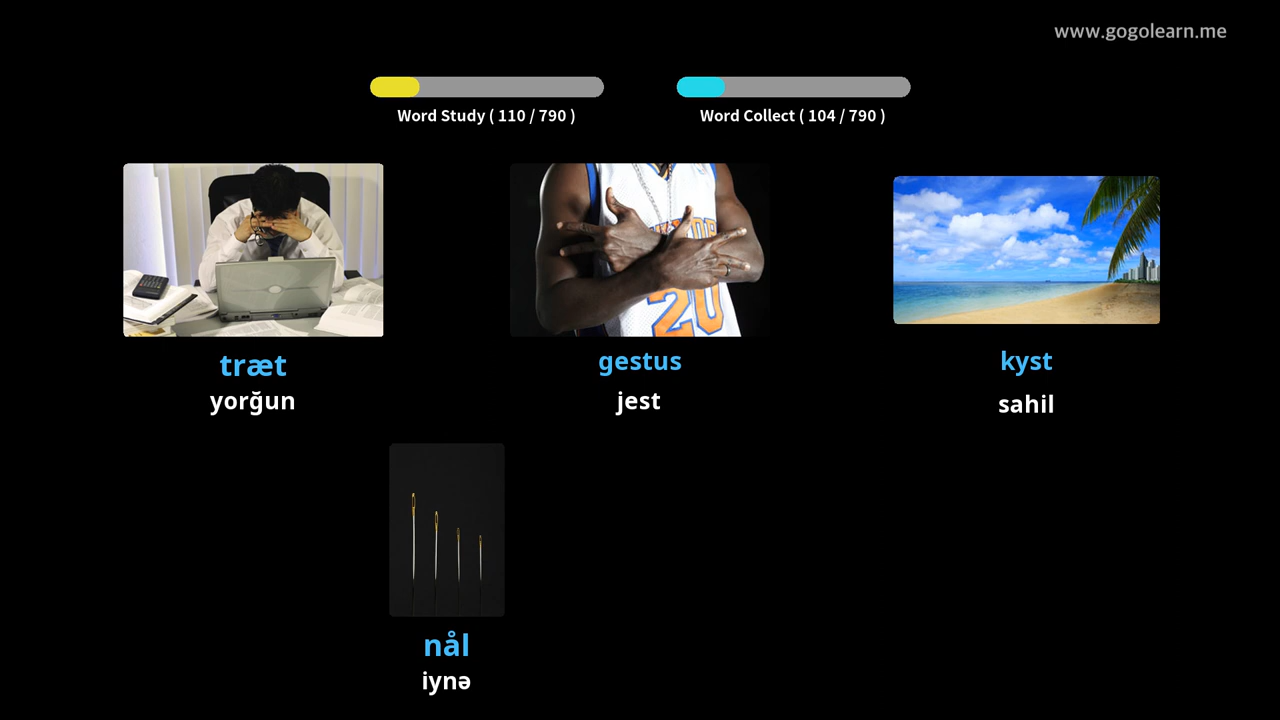 www.gogolearn.me
Word Study ( 110 / 790 )
Word Collect ( 104 / 790 )
træt
yorğun
gestus
jest
kyst
sahil
nål
iynə
20